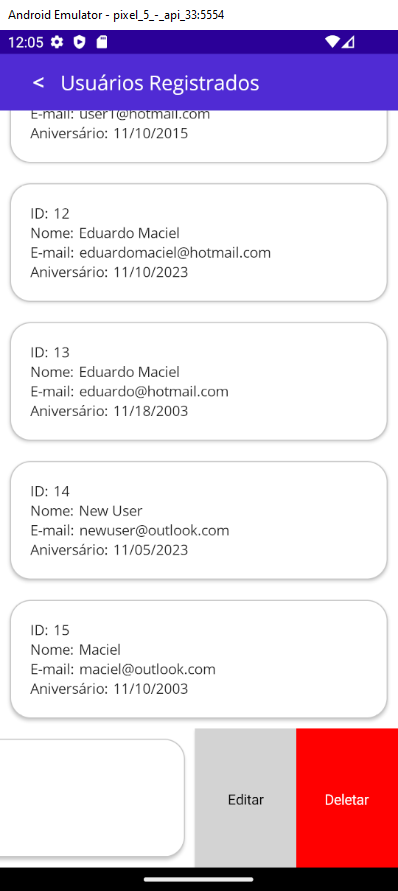 Android Emulator - pixel_5_-_api_33:5554
12:05
< Usuários Registrados
E-mail: user1@hotmail.com
Aniversário: 11/10/2015
ID: 12
Nome: Eduardo Maciel
E-mail: eduardomaciel@hotmail.com
Aniversário: 11/10/2023
ID: 13
Nome: Eduardo Maciel
E-mail: eduardo@hotmail.com
Aniversário: 11/18/2003
ID: 14
Nome: New User
E-mail: newuser@outlook.com
Aniversário: 11/05/2023
ID: 15
Nome: Maciel
E-mail: maciel@outlook.com
Aniversário: 11/10/2003
Editar
Deletar